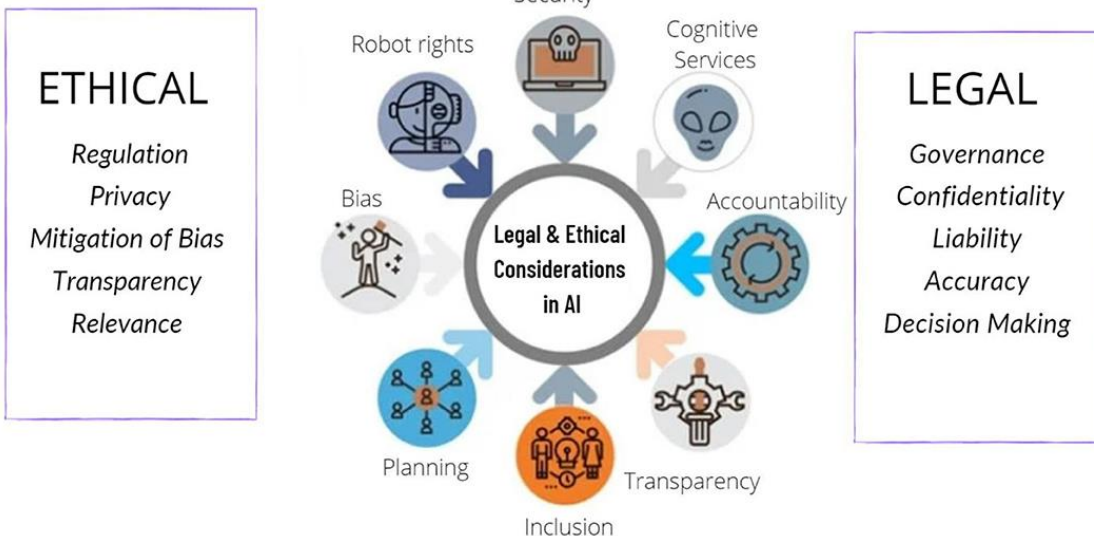 Security
Robot rights
Cognitive
Services
ETHICAL
Regulation
Privacy
Mitigation of Bias
Transparency
Relevance
Bias
Legal & Ethical
Considerations
in AI
Accountability
LEGAL
Governance
Confidentiality
Liability
Accuracy
Decision Making
Planning
Transparency
Inclusion